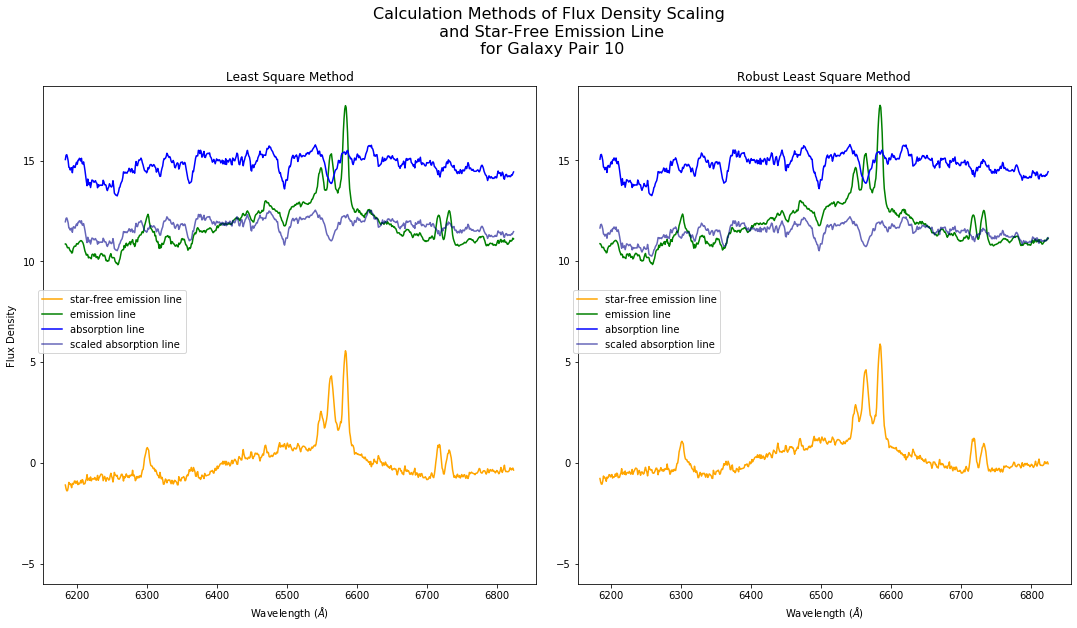 Calculation Methods of Flux Density Scaling
and Star-Free Emission Line
for Galaxy Pair 10
Least Square Method
15
10
5
0
−5
Flux Density
star-free emission line
emission line
absorption line
scaled absorption line
6200 6300 6400 6500 6600 6700 6800
Wavelength (Å)
Robust Least Square Method
15
10
5
0
−5
star-free emission line
emission line
absorption line
scaled absorption line
6200 6300 6400 6500 6600 6700 6800
Wavelength (Å)